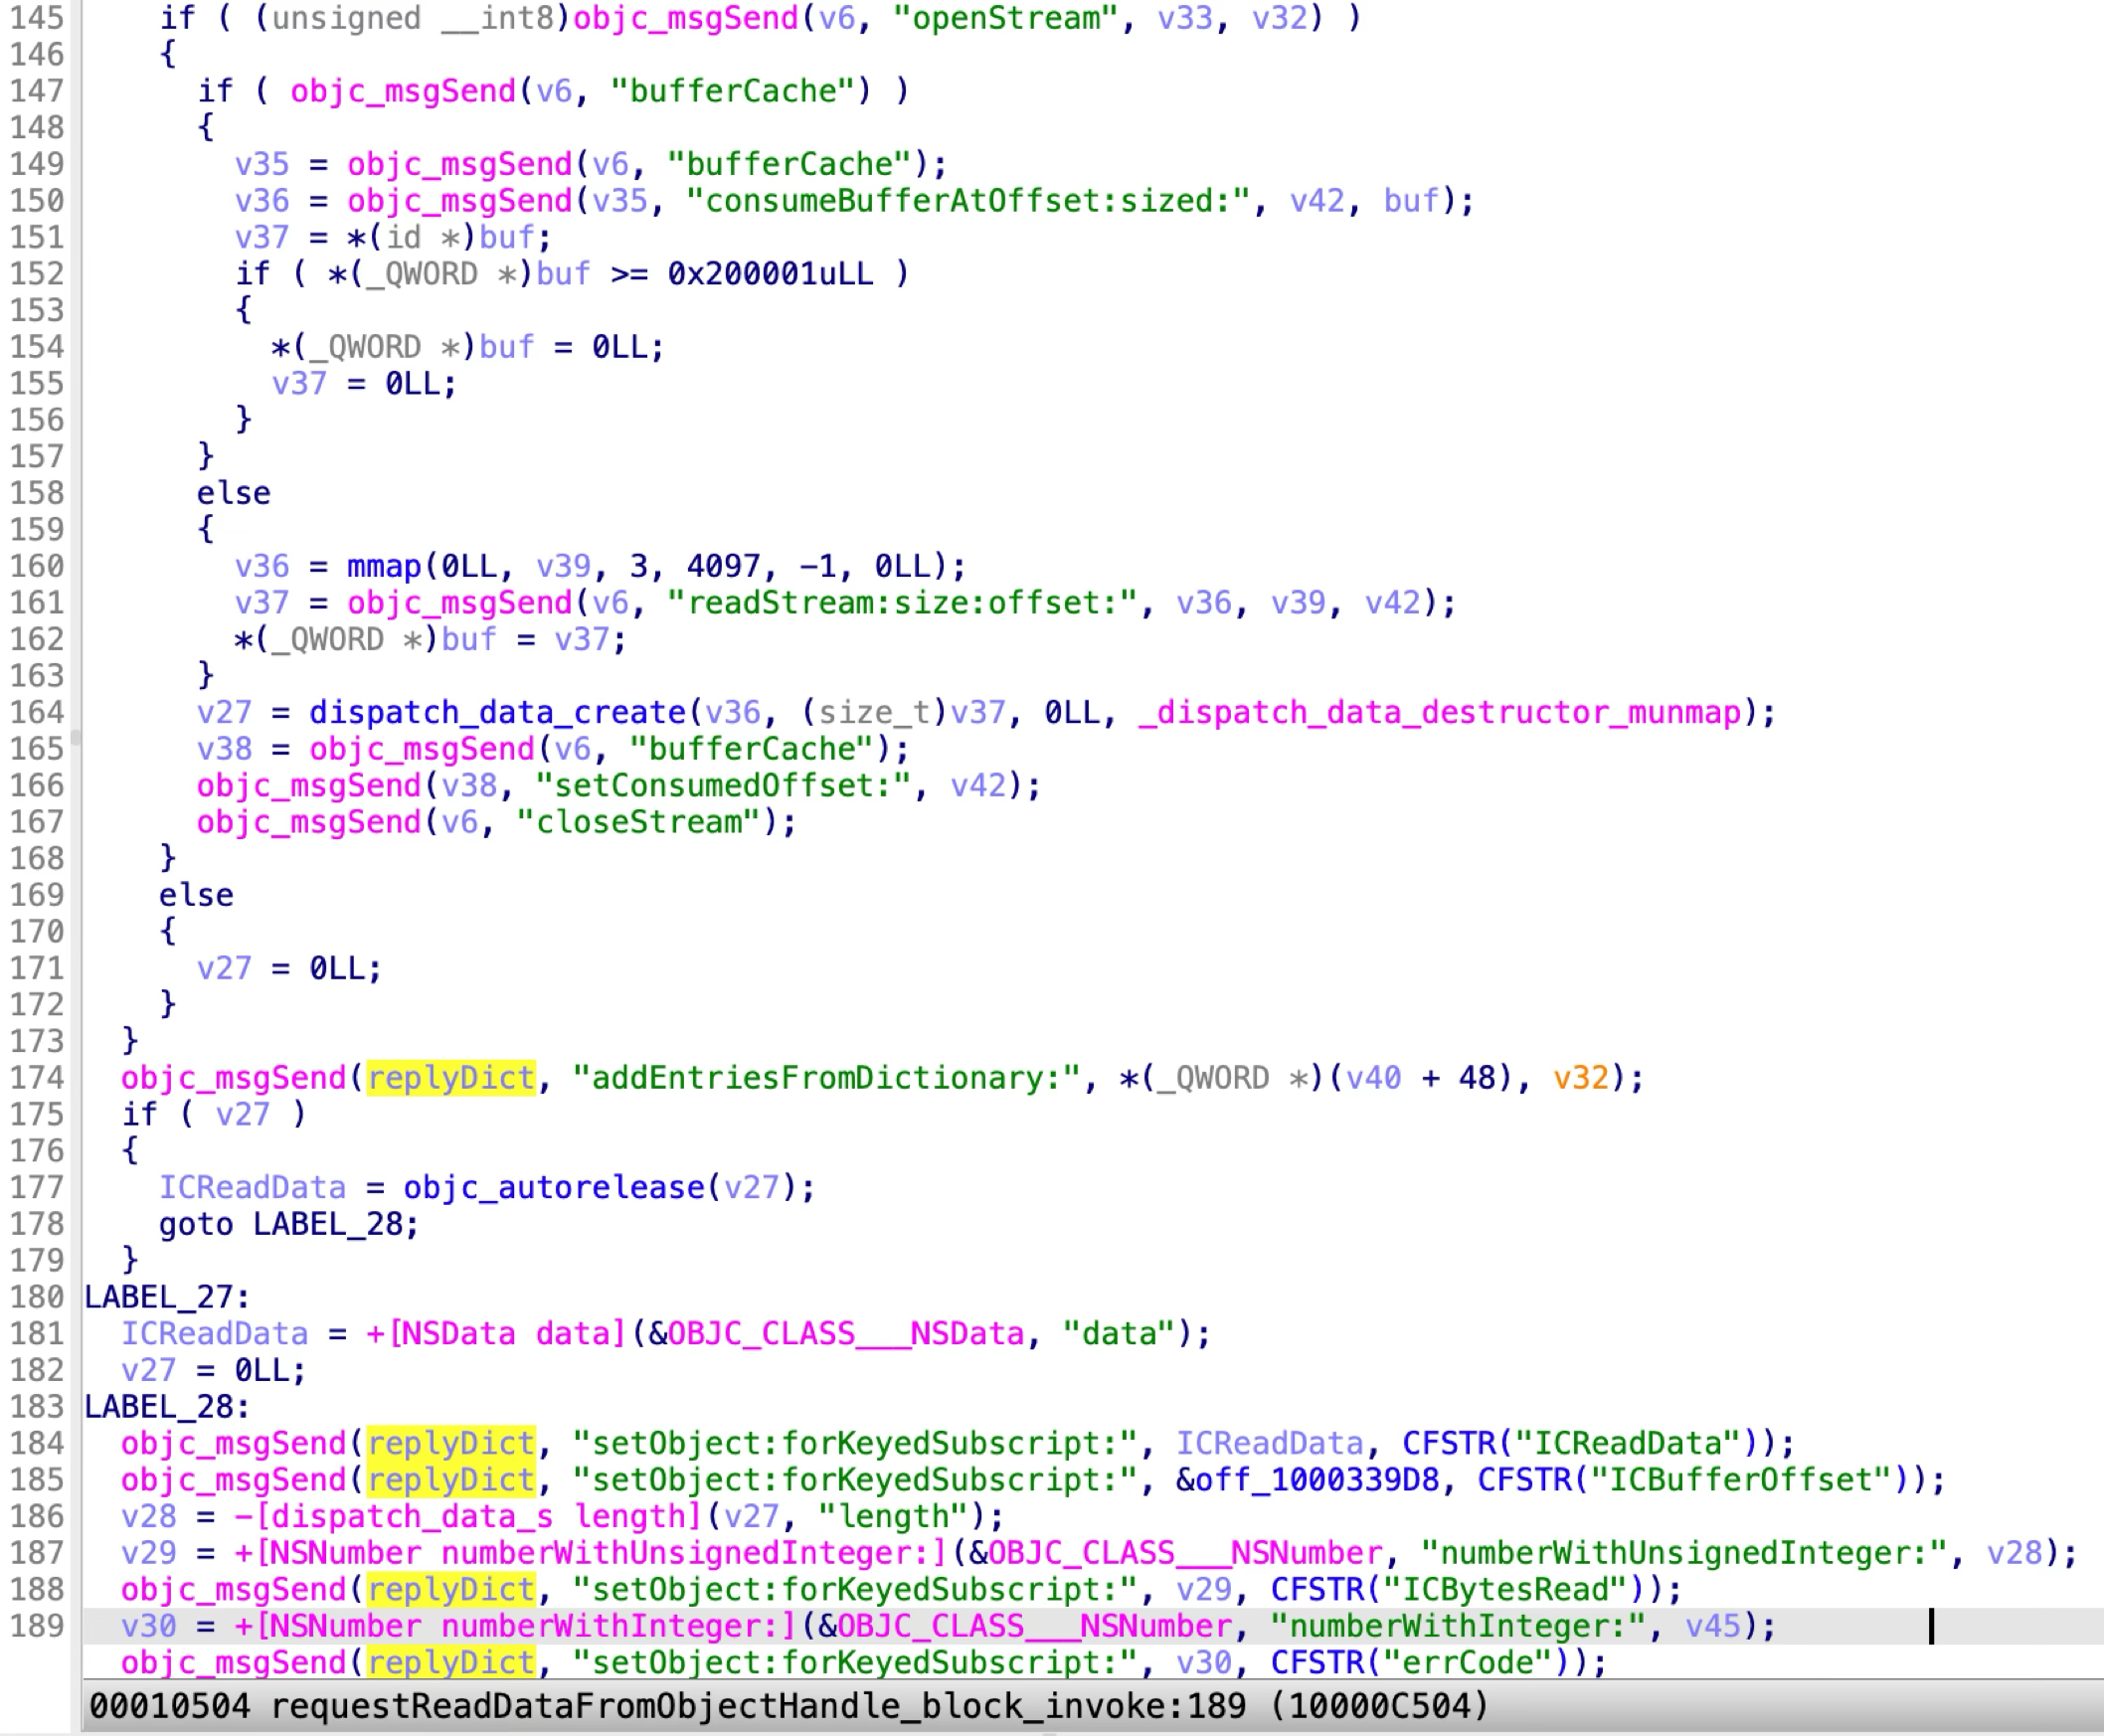 145 if ( (unsigned __int8)objc_msgSend(v6, "openStream", v33, v32) )
146 {
147 if ( objc_msgSend(v6, "bufferCache") )
148 {
149 v35 = objc_msgSend(v6, "bufferCache");
150 v36 = objc_msgSend(v35, "consumeBufferAtOffset:sized:", v42, buf);
151 v37 = *(id *)buf;
152 if ( *(_QWORD *)buf >= 0x200001uLL )
153 {
154 *(_QWORD *)buf = 0LL;
155 v37 = 0LL;
156 }
157 }
158 else
159 {
160 v36 = mmap(0LL, v39, 3, 4097, -1, 0LL);
161 v37 = objc_msgSend(v6, "readStream:size:offset:", v36, v39, v42);
162 *(_QWORD *)buf = v37;
163 }
164 v27 = dispatch_data_create(v36, (size_t)v37, 0LL, _dispatch_data_destructor_munmap);
165 v38 = objc_msgSend(v6, "bufferCache");
166 objc_msgSend(v38, "setConsumedOffset:", v42);
167 objc_msgSend(v6, "closeStream");
168 }
169 else
170 {
171 v27 = 0LL;
172 }
173 }
174 objc_msgSend(replyDict, "addEntriesFromDictionary:", *(_QWORD *)(v40 + 48), v32);
175 if ( v27 )
176 {
177 ICReadData = objc_autorelease(v27);
178 goto LABEL_28;
179 }
180 LABEL_27:
181 ICReadData = +[NSData data](&OBJC_CLASS___NSData, "data");
182 v27 = 0LL;
183 LABEL_28:
184 objc_msgSend(replyDict, "setObject:forKeyedSubscript:", ICReadData, CFSTR("ICReadData"));
185 objc_msgSend(replyDict, "setObject:forKeyedSubscript:", &off_1000339D8, CFSTR("ICBufferOffset"));
186 v28 = -[dispatch_data_s length](v27, "length");
187 v29 = +[NSNumber numberWithUnsignedInteger:](&OBJC_CLASS___NSNumber, "numberWithUnsignedInteger:", v28);
188 objc_msgSend(replyDict, "setObject:forKeyedSubscript:", v29, CFSTR("ICBytesRead"));
189 v30 = +[NSNumber numberWithInteger:](&OBJC_CLASS___NSNumber, "numberWithInteger:", v45);
objc_msgSend(replyDict, "setObject:forKeyedSubscript:", v30, CFSTR("errCode"));
00010504 requestReadDataFromObjectHandle_block_invoke:189 (10000C504)